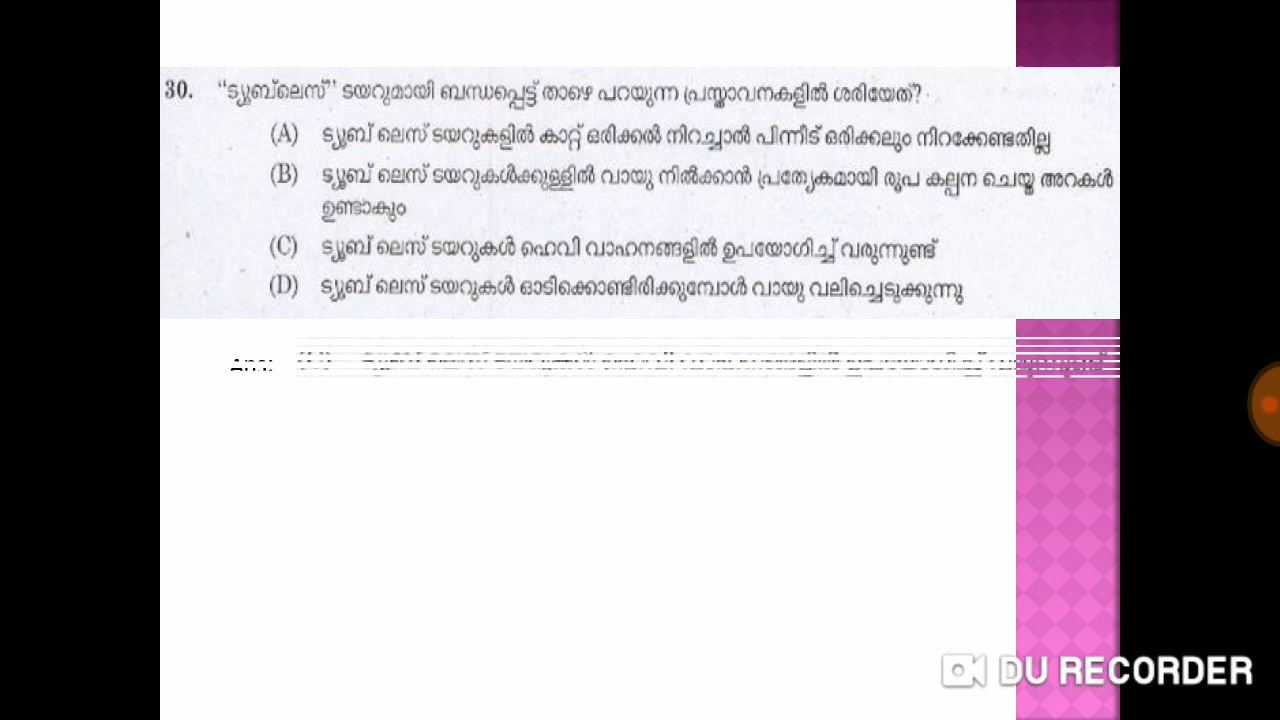 30. "ട്യൂബ്‌ലെസ്" ടയറുമായി ബന്ധപ്പെട്ട് താഴെ പറയുന്ന പ്രസ്താവനകളിൽ ശരിയേത്?
(A) ട്യൂബ് ലെസ് ടയറുകളിൽ കാറ്റ് ഒരിക്കൽ നിറച്ചാൽ പിന്നീട് ഒരിക്കലും നിറക്കേണ്ടതില്ല
(B) ട്യൂബ് ലെസ് ടയറുകൾക്കുള്ളിൽ വായു നിൽക്കാൻ പ്രത്യേകമായി രൂപ കല്പന ചെയ്ത അറകൾ
ഉണ്ടാകും
(C) ട്യൂബ് ലെസ് ടയറുകൾ ഹെവി വാഹനങ്ങളിൽ ഉപയോഗിച്ച് വരുന്നുണ്ട്
(D) ട്യൂബ് ലെസ് ടയറുകൾ ഓടിക്കൊണ്ടിരിക്കുമ്പോൾ വായു വലിച്ചെടുക്കുന്നു
Ans:
DU RECORDER